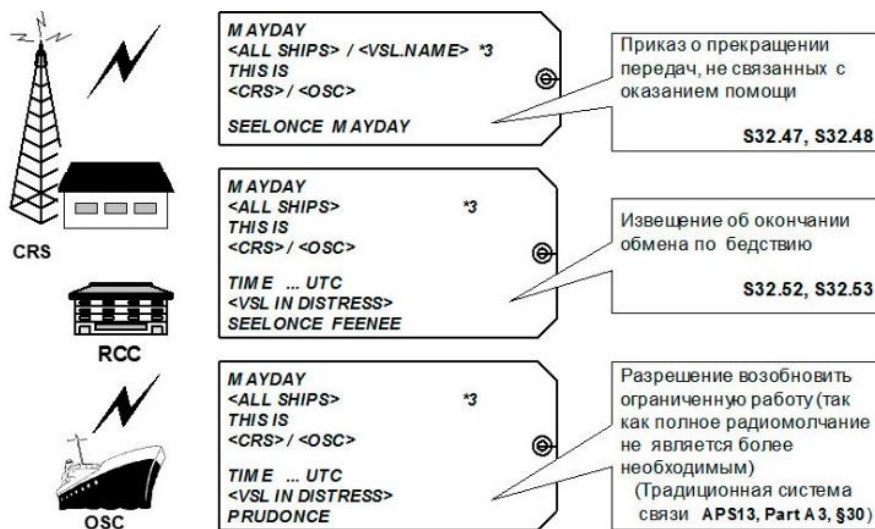 MAYDAY
<ALL SHIPS> / <VSL.NAME> *3
THIS IS
<CRS> / <OSC>
SEELONCE MAYDAY
Приказ о прекращении
передач, не связанных с
оказанием помощи
S32.47, S32.48
CRS
MAYDAY
<ALL SHIPS> *3
THIS IS
<CRS> / <OSC>
TIME ... UTC
<VSL IN DISTRESS>
SEELONCE FEENEE
Извещение об окончании
обмена по бедствию
S32.52, S32.53
RCC
MAYDAY
<ALL SHIPS> *3
THIS IS
<CRS> / <OSC>
TIME ... UTC
<VSL IN DISTRESS>
PRUDONCE
Разрешение возобновить
ограниченную работу (так
как полное радиомолчание
не является более
необходимым)
(Традиционная система
связи APS13, Part A3, §30)
OSC